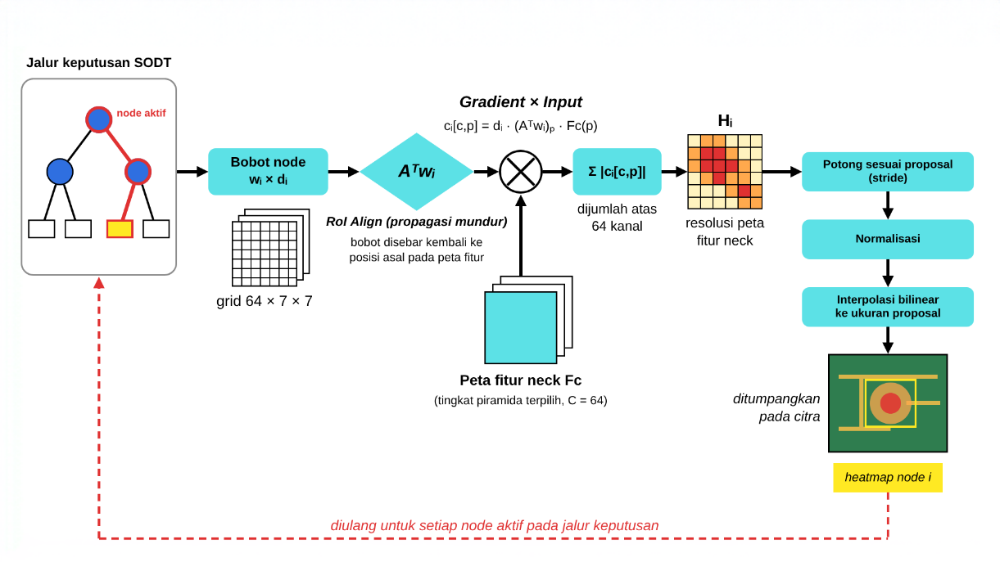 Jalur keputusan SODT
node aktif
Bobot node
wᵢ × dᵢ
grid 64 × 7 × 7
Aᵀwᵢ
RoI Align (propagasi mundur)
bobot disebar kembali ke
posisi asal pada peta fitur
Gradient × Input
cᵢ[c,p] = dᵢ · (Aᵀwᵢ)ₚ · Fc(p)
Peta fitur neck Fc
(tingkat piramida terpilih, C = 64)
Σ |cᵢ[c,p]|
dijumlah atas
64 kanal
Hᵢ
resolusi peta
fitur neck
Potong sesuai proposal
(stride)
Normalisasi
Interpolasi bilinear
ke ukuran proposal
ditumpangkan
pada citra
heatmap node i
diulang untuk setiap node aktif pada jalur keputusan